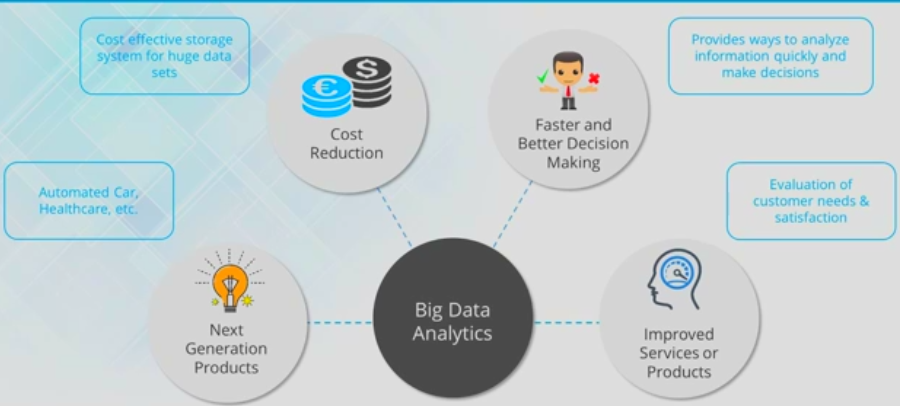 Cost effective storage
system for huge data
sets
€
$
Cost
Reduction
Faster and
Better Decision
Making
Provides ways to analyze
information quickly and
make decisions
Automated Car,
Healthcare, etc.
Evaluation of
customer needs &
satisfaction
Next
Generation
Products
Big Data
Analytics
Improved
Services or
Products